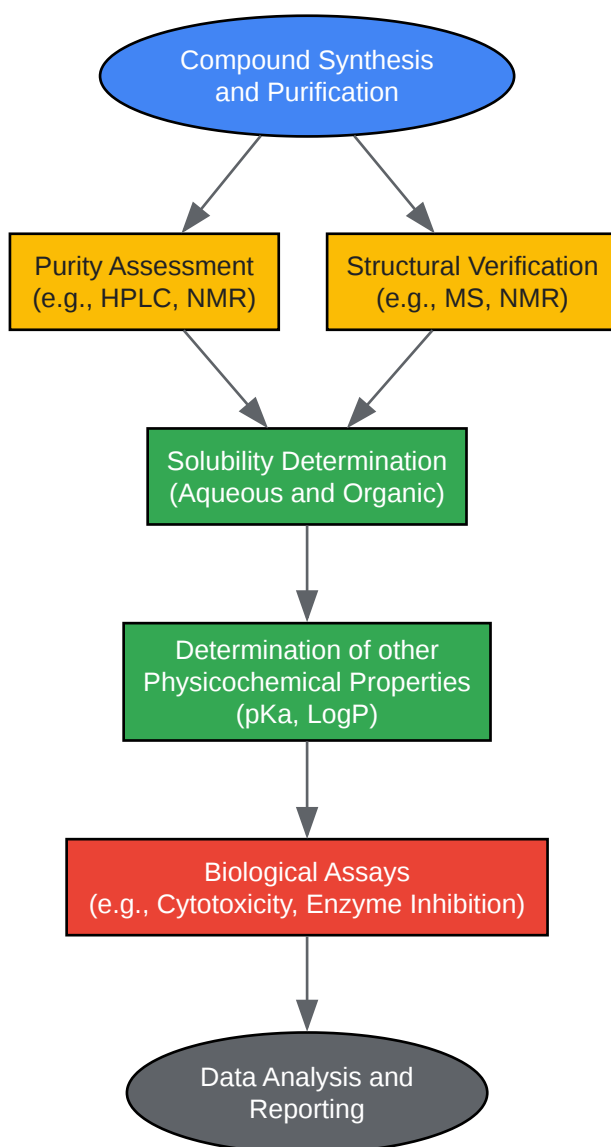 Compound Synthesis
and Purification
Purity Assessment
(e.g., HPLC, NMR)
Structural Verification
(e.g., MS, NMR)
Solubility Determination
(Aqueous and Organic)
Determination of other
Physicochemical Properties
(pKa, LogP)
Biological Assays
(e.g., Cytotoxicity, Enzyme Inhibition)
Data Analysis and
Reporting